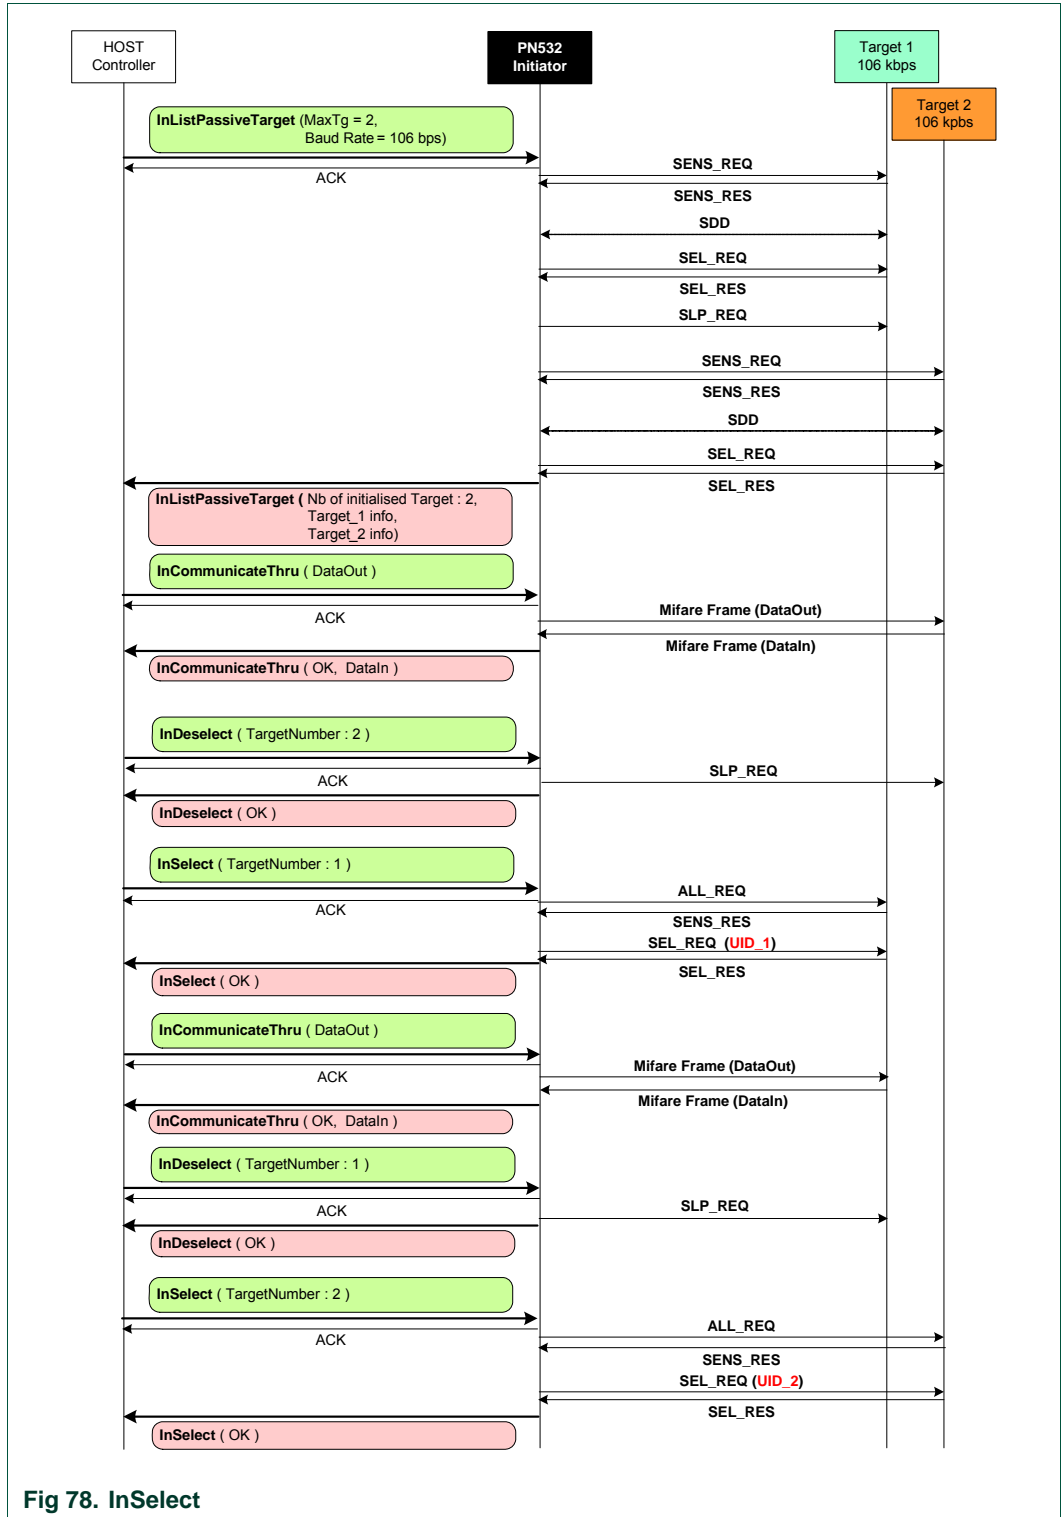 HOST
Controller
PN532
Initiator
Target 1
106 kbps
Target 2
106 kpbs
InListPassiveTarget (MaxTg = 2,
Baud Rate = 106 bps)
ACK
SENS_REQ
SENS_RES
SDD
SEL_REQ
SEL_RES
SLP_REQ
SENS_REQ
SENS_RES
SDD
SEL_REQ
SEL_RES
InListPassiveTarget ( Nb of initialised Target : 2,
Target_1 info,
Target_2 info)
InCommunicateThru ( DataOut )
ACK
Mifare Frame (DataOut)
Mifare Frame (DataIn)
InCommunicateThru ( OK, DataIn )
InDeselect ( TargetNumber : 2 )
ACK
SLP_REQ
InDeselect ( OK )
InSelect ( TargetNumber : 1 )
ACK
ALL_REQ
SENS_RES
SEL_REQ (UID_1)
SEL_RES
InSelect ( OK )
InCommunicateThru ( DataOut )
ACK
Mifare Frame (DataOut)
Mifare Frame (DataIn)
InCommunicateThru ( OK, DataIn )
InDeselect ( TargetNumber : 1 )
ACK
SLP_REQ
InDeselect ( OK )
InSelect ( TargetNumber : 2 )
ACK
ALL_REQ
SENS_RES
SEL_REQ (UID_2)
SEL_RES
InSelect ( OK )
Fig 78. InSelect